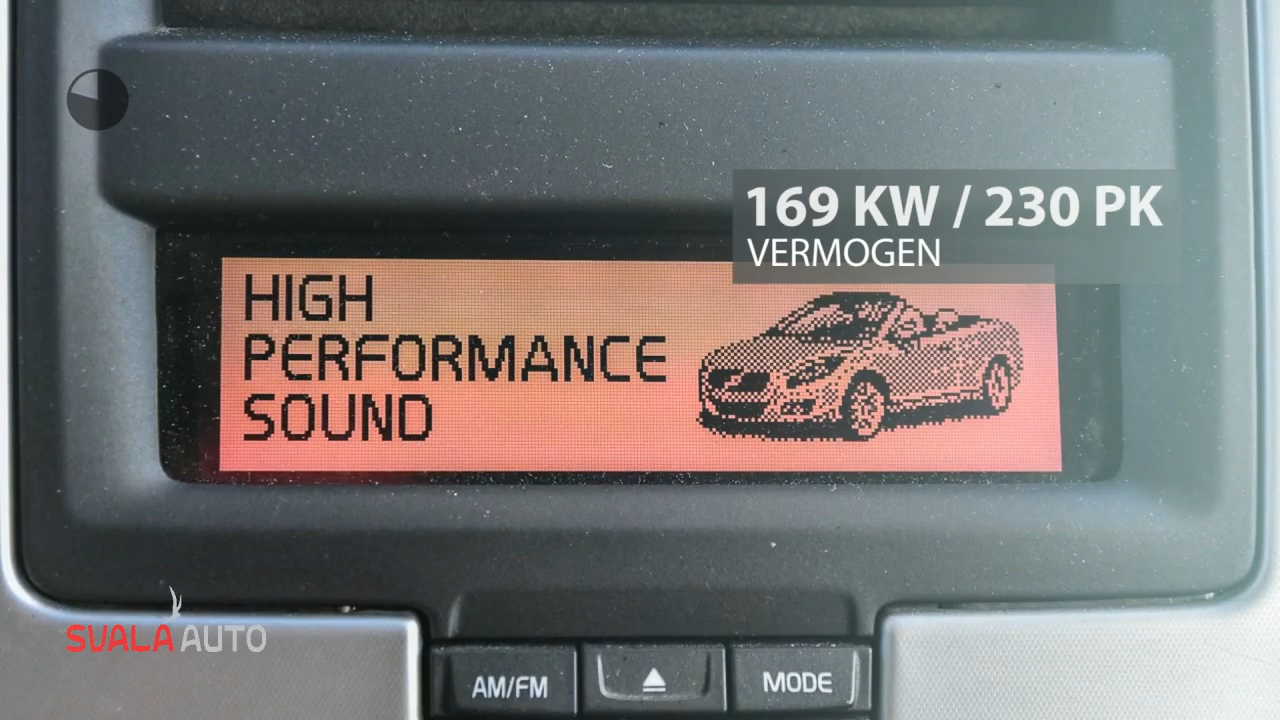 169 KW / 230 PK
VERMOGEN
HIGH
PERFORMANCE
SOUND
SVALA AUTO
AM/FM
MODE